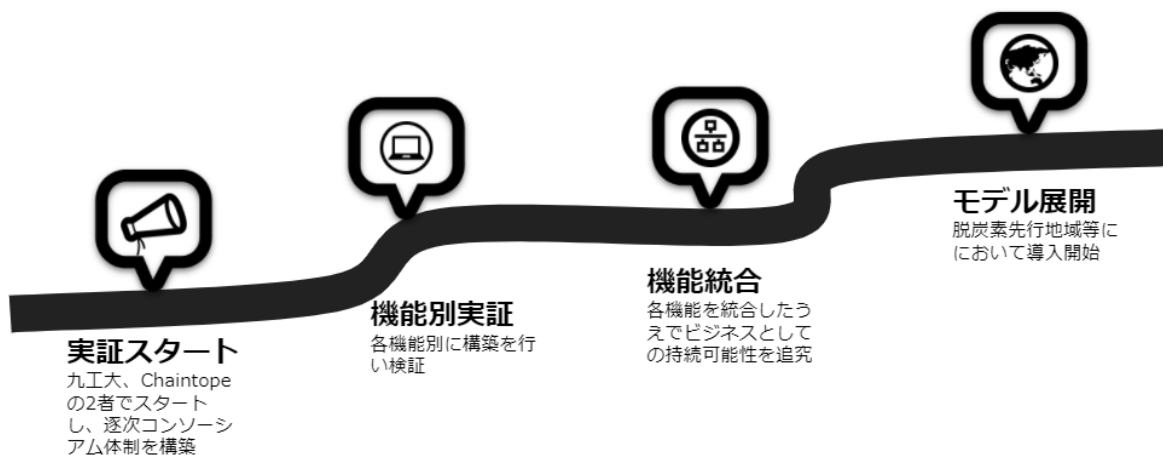 実証スタート
九工大、Chaintope
の2者でスタート
し、逐次コンソーシ
アム体制を構築
機能別実証
各機能別に構築を行
い検証
機能統合
各機能を統合したう
えでビジネスとして
の持続可能性を追究
モデル展開
脱炭素先行地域等に
において導入開始